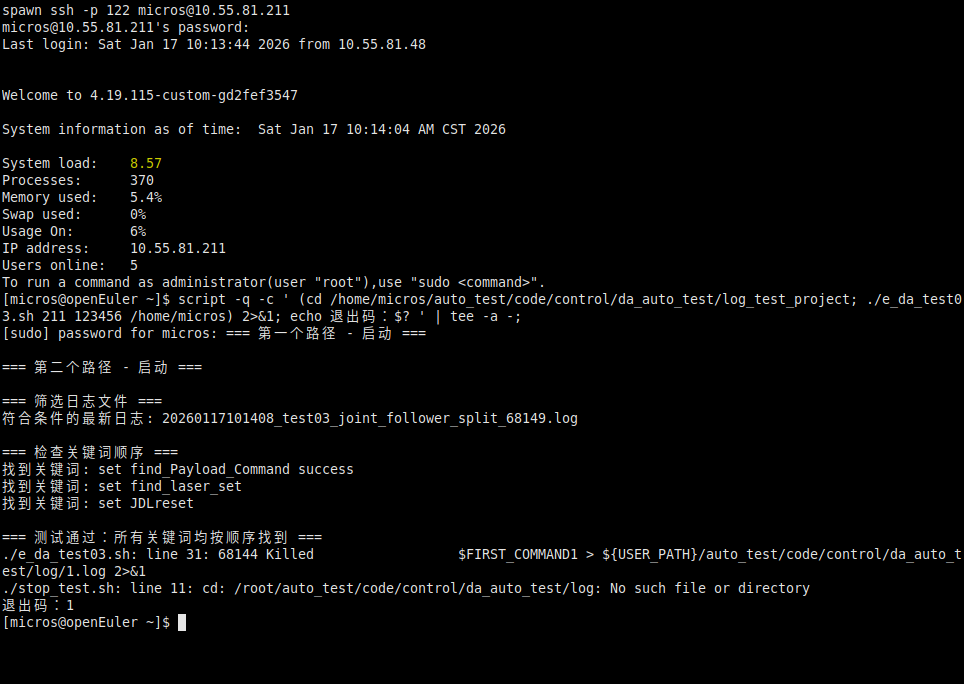 spawn ssh -p 122 micros@10.55.81.211
micros@10.55.81.211's password:
Last login: Sat Jan 17 10:13:44 2026 from 10.55.81.48
Welcome to 4.19.115-custom-gd2fef3547
System information as of time:  Sat Jan 17 10:14:04 AM CST 2026
System load:    8.57
Processes:      370
Memory used:    5.4%
Swap used:      0%
Usage On:       6%
IP address:     10.55.81.211
Users online:   5
To run a command as administrator(user "root"),use "sudo <command>".
[micros@openEuler ~]$ script -q -c ' (cd /home/micros/auto_test/code/control/da_auto_test/log_test_project; ./e_da_test0
3.sh 211 123456 /home/micros) 2>&1; echo 退出码：$? ' | tee -a -;
[sudo] password for micros: === 第一个路径 - 启动 ===
=== 第二个路径 - 启动 ===
=== 筛选日志文件 ===
符合条件的最新日志: 20260117101408_test03_joint_follower_split_68149.log
=== 检查关键词顺序 ===
找到关键词: set find_Payload_Command success
找到关键词: set find_laser_set
找到关键词: set JDLreset
=== 测试通过：所有关键词均按顺序找到 ===
./e_da_test03.sh: line 31: 68144 Killed                  $FIRST_COMMAND1 > ${USER_PATH}/auto_test/code/control/da_auto_t
est/log/1.log 2>&1
./stop_test.sh: line 11: cd: /root/auto_test/code/control/da_auto_test/log: No such file or directory
退出码：1
[micros@openEuler ~]$